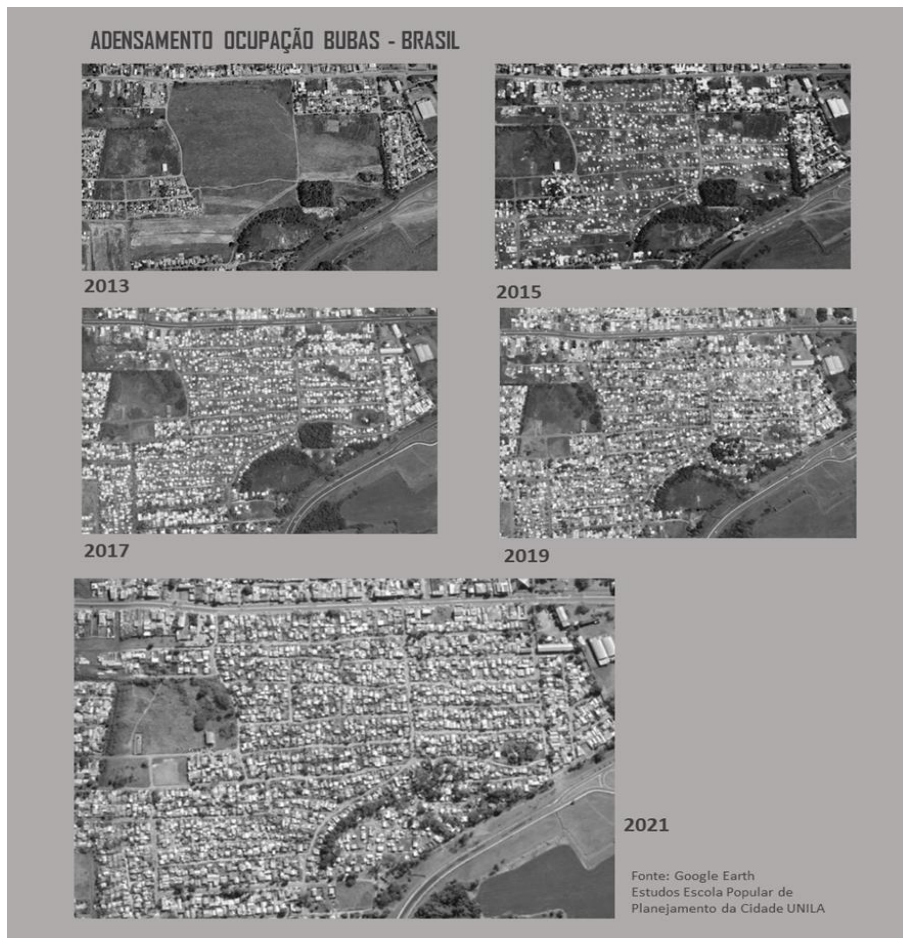 ADENSAMENTO OCUPAÇÃO BUBAS - BRASIL
2013
2015
2017
2019
2021
Fonte: Google Earth
Estudos Escola Popular de
Planejamento da Cidade UNILA